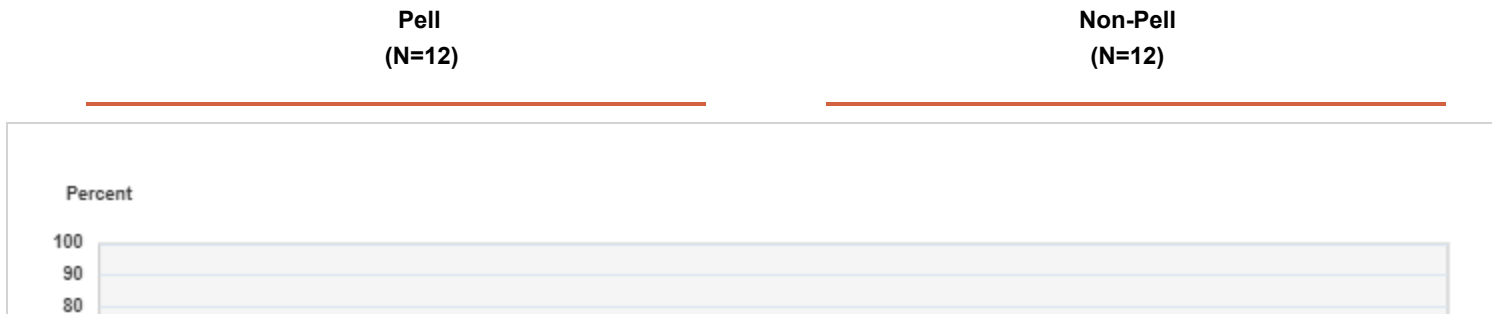 Pell Non-Pell
(N=12) (N=12)
Percent
100
90
80